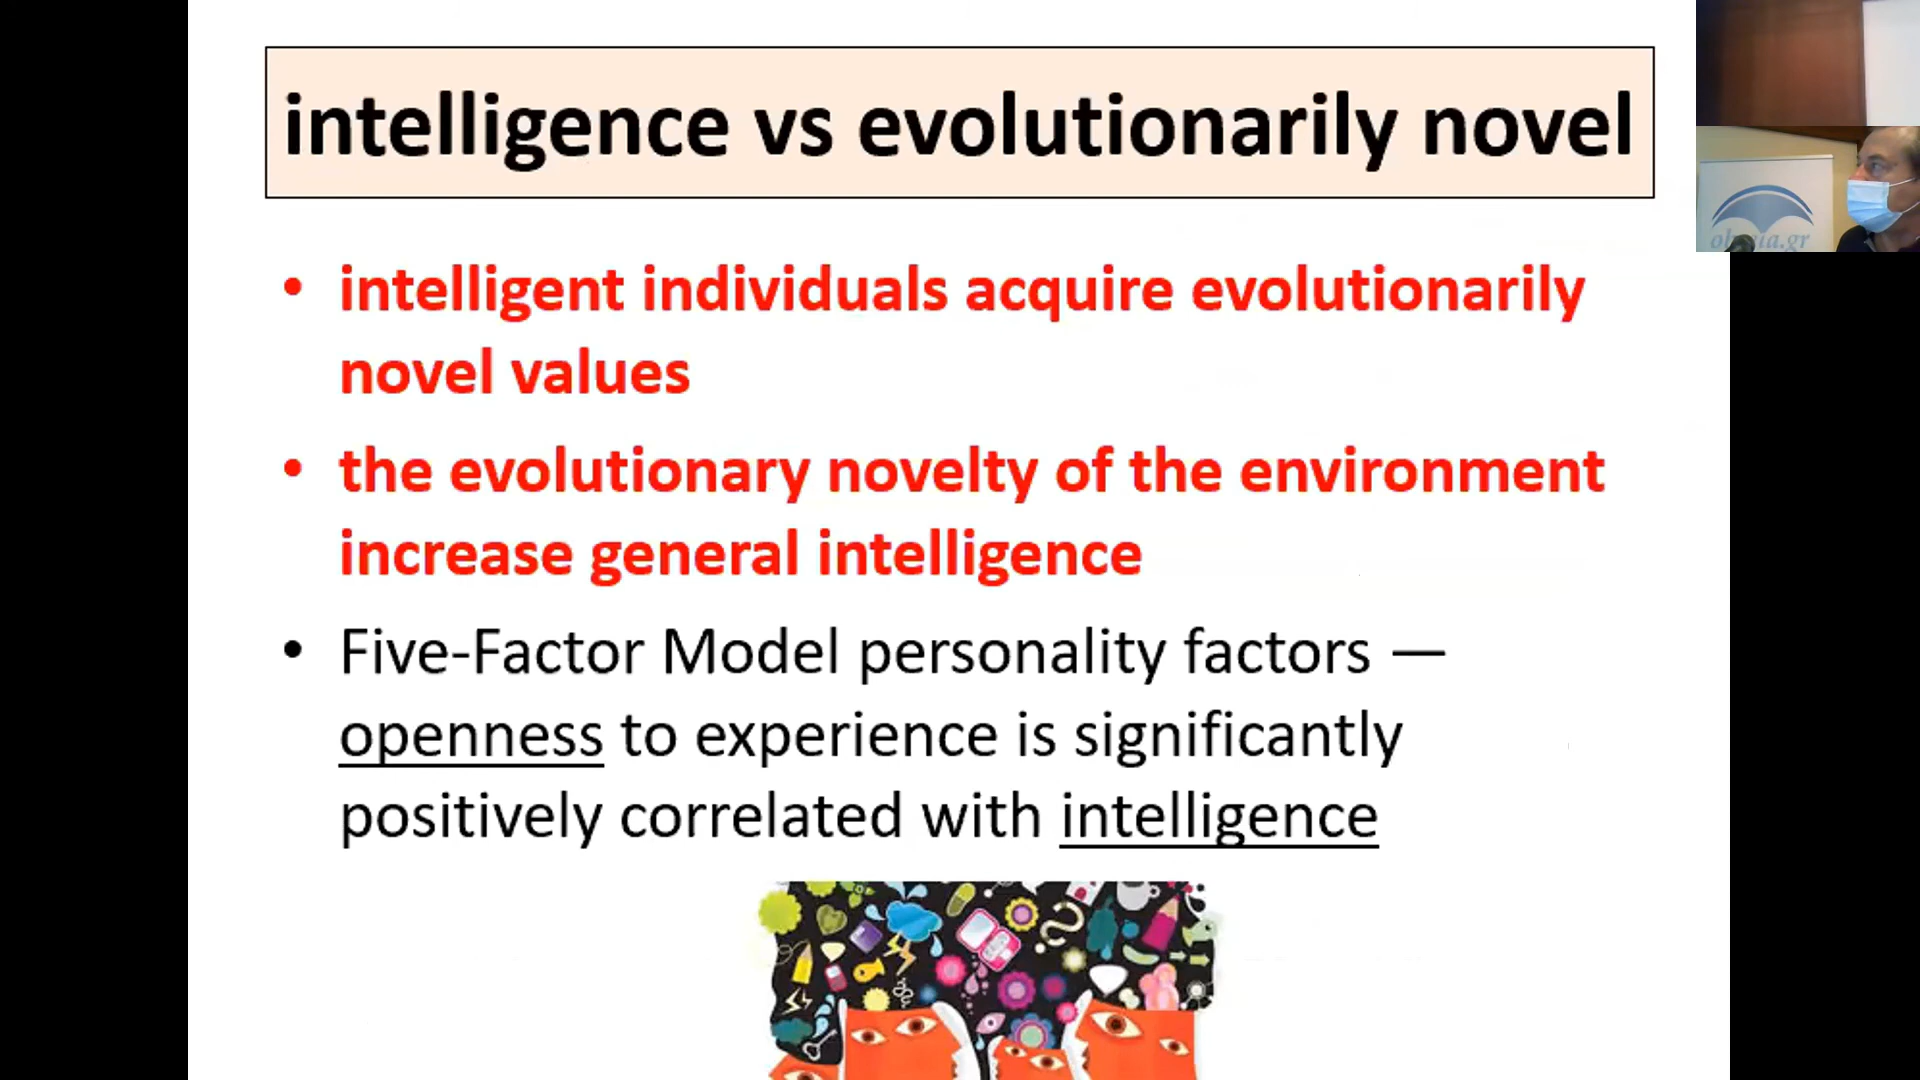 intelligence vs evolutionarily novel
• intelligent individuals acquire evolutionarily
novel values
• the evolutionary novelty of the environment
increase general intelligence
• Five-Factor Model personality factors —
openness to experience is significantly
positively correlated with intelligence